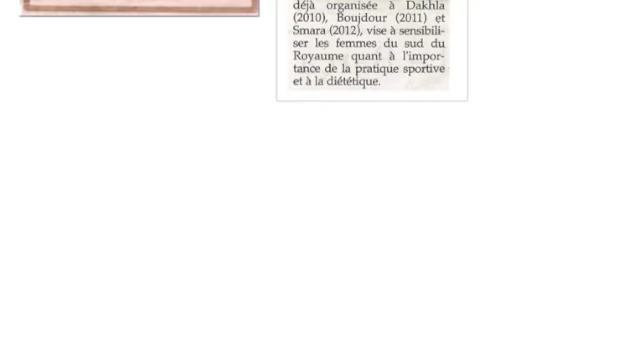 déjà organisée à Dakhla
(2010), Boujdour (2011) et
Smara (2012), vise à sensibili-
ser les femmes du sud du
Royaume quant à l'impor-
tance de la pratique sportive
et à la diététique.